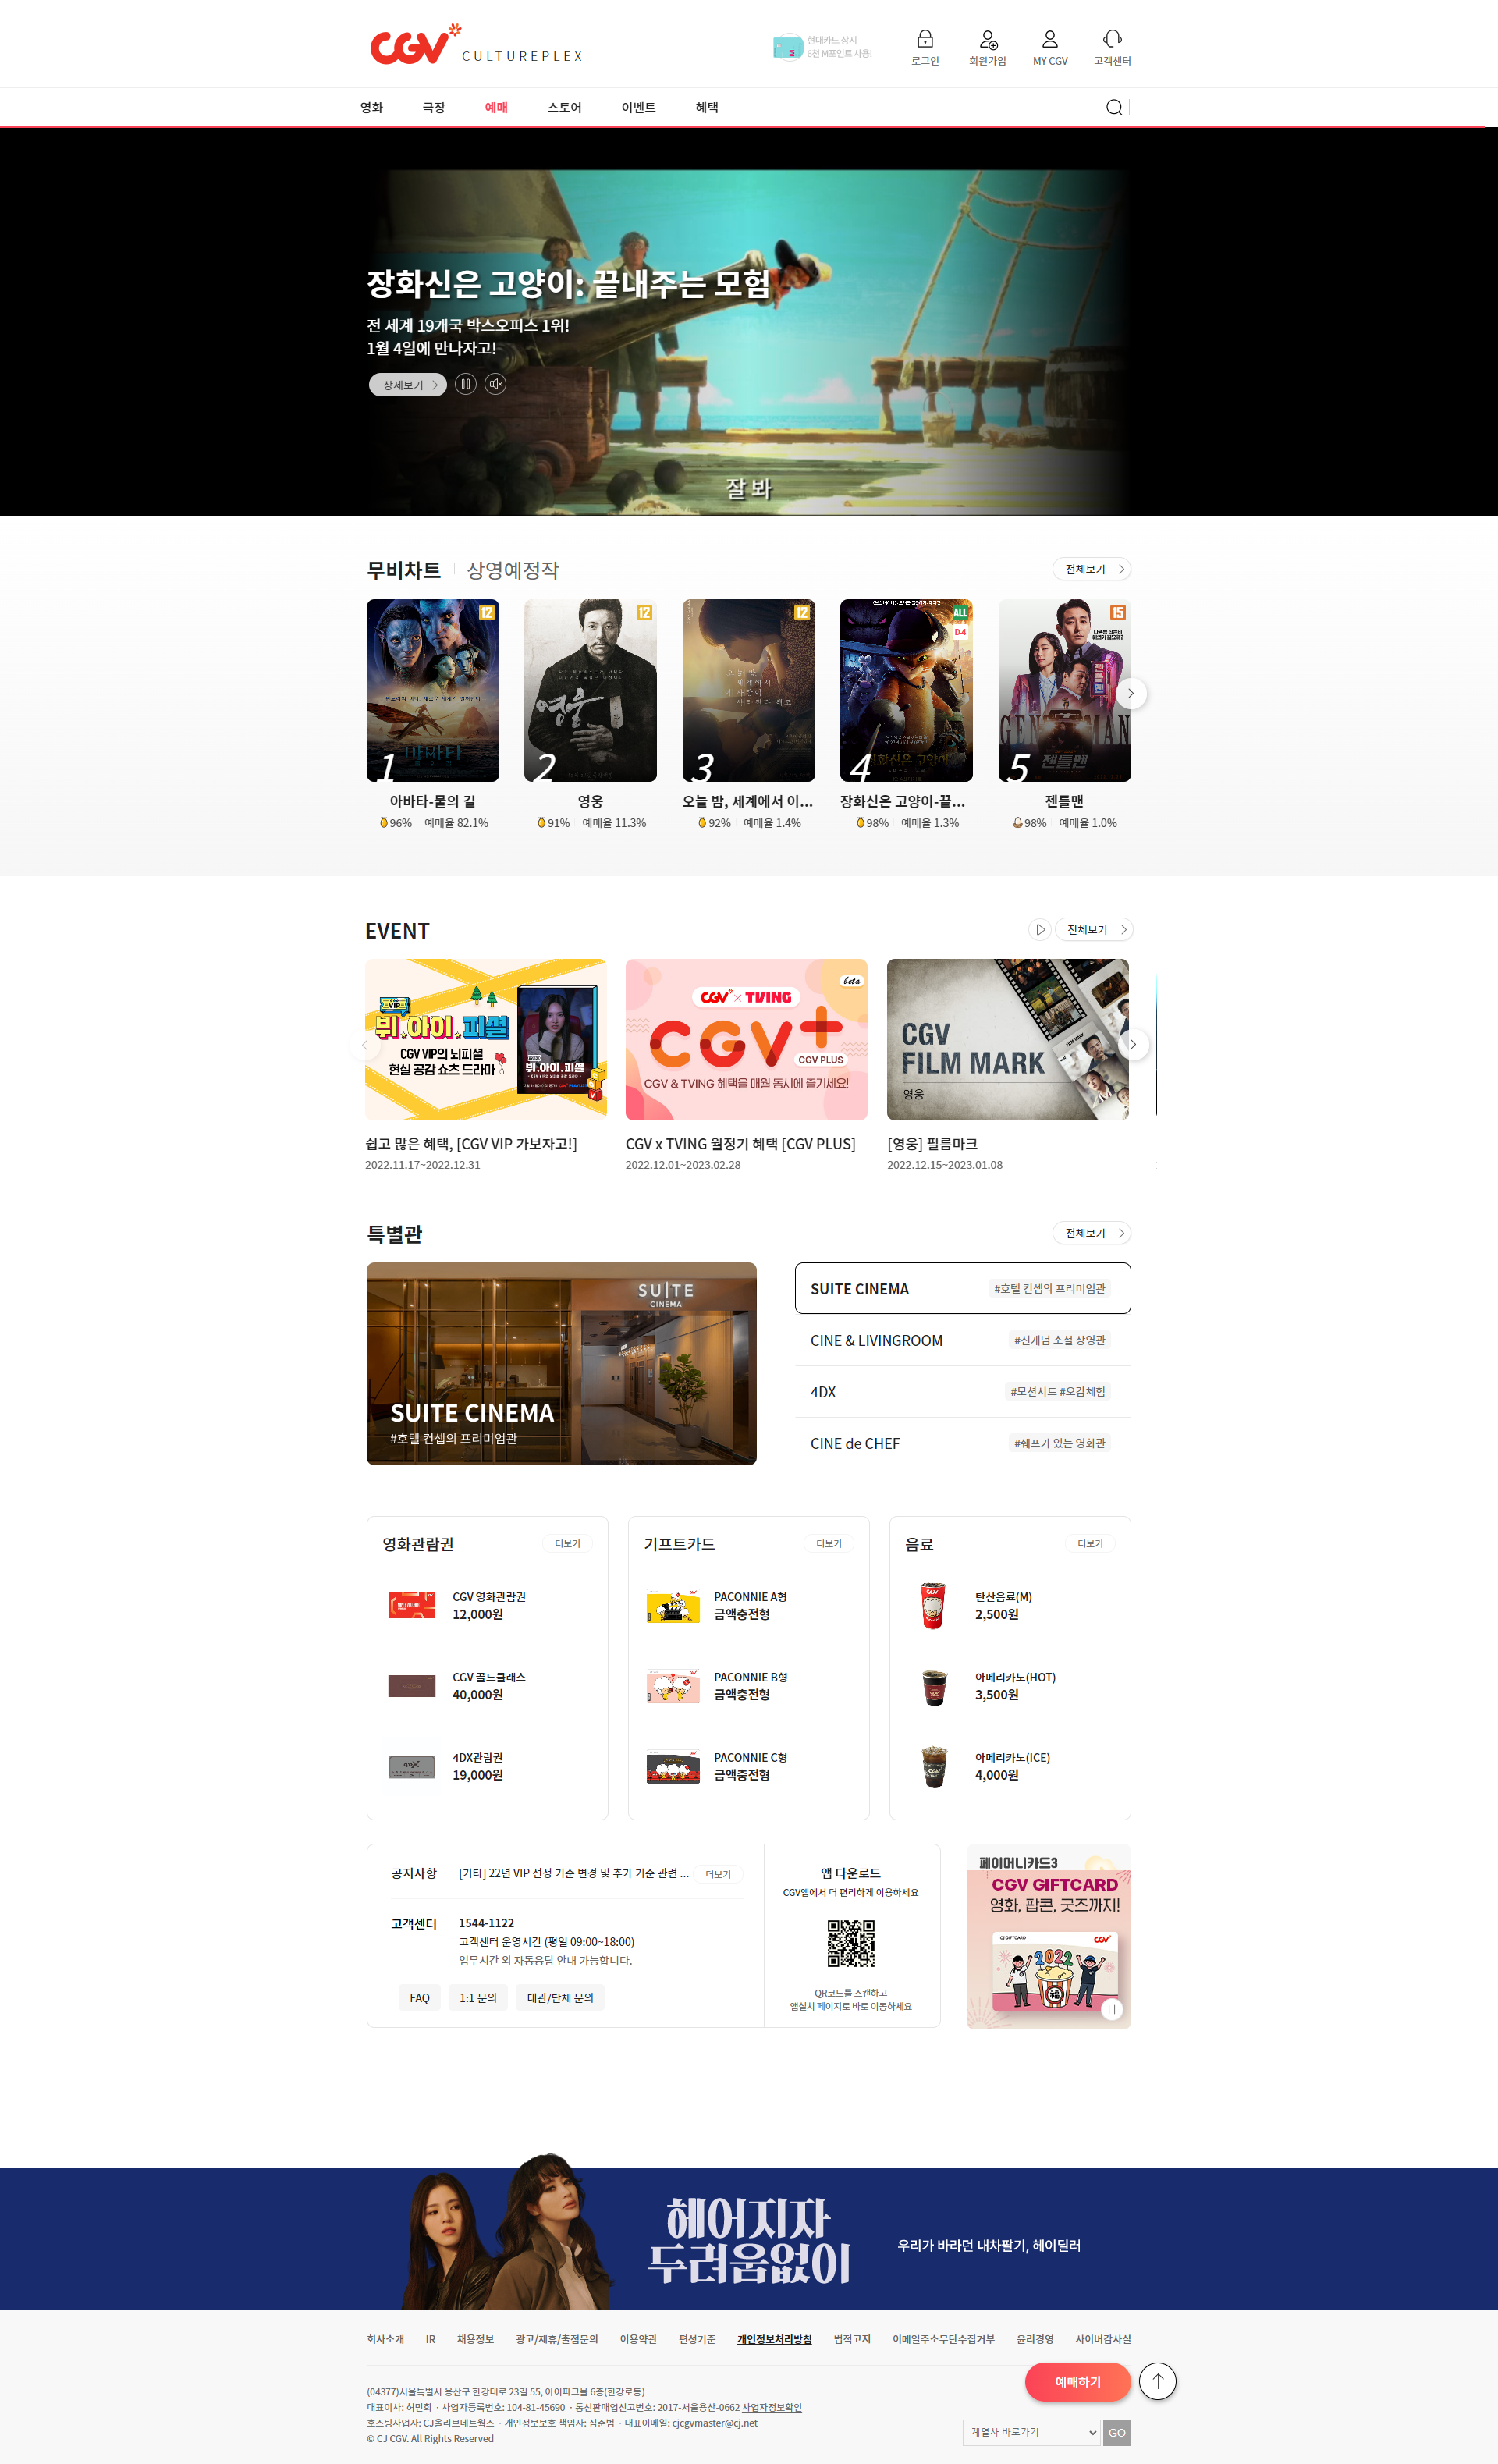 CGV CULTUREPLEX
현대카드 상시
6천 M포인트 사용!
로그인
회원가입
MY CGV
고객센터
영화
극장
예매
스토어
이벤트
혜택
장화신은 고양이: 끝내주는 모험
전 세계 19개국 박스오피스 1위!
1월 4일에 만나자고!
상세보기
잘 봐
무비차트
상영예정작
전체보기
12
12
12
ALL
D-4
15
영웅
GENTLEMAN
젠틀맨
아바타
1
2
3
4
5
아바타-물의 길
영웅
오늘 밤, 세계에서 이...
장화신은 고양이-끝...
젠틀맨
96% 예매율 82.1%
91% 예매율 11.3%
92% 예매율 1.4%
98% 예매율 1.3%
98% 예매율 1.0%
EVENT
전체보기
VIP
뷔.아이.피셜
CGV VIP의 뇌피셜
현실 공감 쇼츠 드라마
뷔.아이.피셜
beta
CGV × TVING
CGV+
CGV PLUS
CGV & TVING 혜택을 매월 동시에 즐기세요!
CGV
FILM MARK
영웅
쉽고 많은 혜택, [CGV VIP 가보자고!]
2022.11.17~2022.12.31
CGV x TVING 월정기 혜택 [CGV PLUS]
2022.12.01~2023.02.28
[영웅] 필름마크
2022.12.15~2023.01.08
특별관
전체보기
SUITE
CINEMA
SUITE CINEMA
#호텔 컨셉의 프리미엄관
SUITE CINEMA #호텔 컨셉의 프리미엄관
CINE & LIVINGROOM #신개념 소셜 상영관
4DX #모션시트 #오감체험
CINE de CHEF #쉐프가 있는 영화관
영화관람권 더보기
CGV 영화관람권
12,000원
CGV 골드클래스
40,000원
4DX관람권
19,000원
기프트카드 더보기
PACONNIE A형
금액충전형
PACONNIE B형
금액충전형
PACONNIE C형
금액충전형
음료 더보기
탄산음료(M)
2,500원
아메리카노(HOT)
3,500원
아메리카노(ICE)
4,000원
공지사항 [기타] 22년 VIP 선정 기준 변경 및 추가 기준 관련 ... 더보기
고객센터 1544-1122
고객센터 운영시간 (평일 09:00~18:00)
업무시간 외 자동응답 안내 가능합니다.
FAQ
1:1 문의
대관/단체 문의
앱 다운로드
CGV앱에서 더 편리하게 이용하세요
QR코드를 스캔하고
앱설치 페이지로 바로 이동하세요
페이머니카드3
CGV GIFTCARD
영화, 팝콘, 굿즈까지!
CJ GIFTCARD
CGV
2022
헤어지자
두려움없이
우리가 바라던 내차팔기, 헤이딜러
회사소개 IR 채용정보 광고/제휴/출점문의 이용약관 편성기준 개인정보처리방침 법적고지 이메일주소무단수집거부 윤리경영 사이버감사실
예매하기
(04377)서울특별시 용산구 한강대로 23길 55, 아이파크몰 6층(한강로동)
대표이사: 허민회 · 사업자등록번호: 104-81-45690 · 통신판매업신고번호: 2017-서울용산-0662 사업자정보확인
호스팅사업자: CJ올리브네트웍스 · 개인정보보호 책임자: 심준범 · 대표이메일: cjcgvmaster@cj.net
© CJ CGV. All Rights Reserved
계열사 바로가기
GO